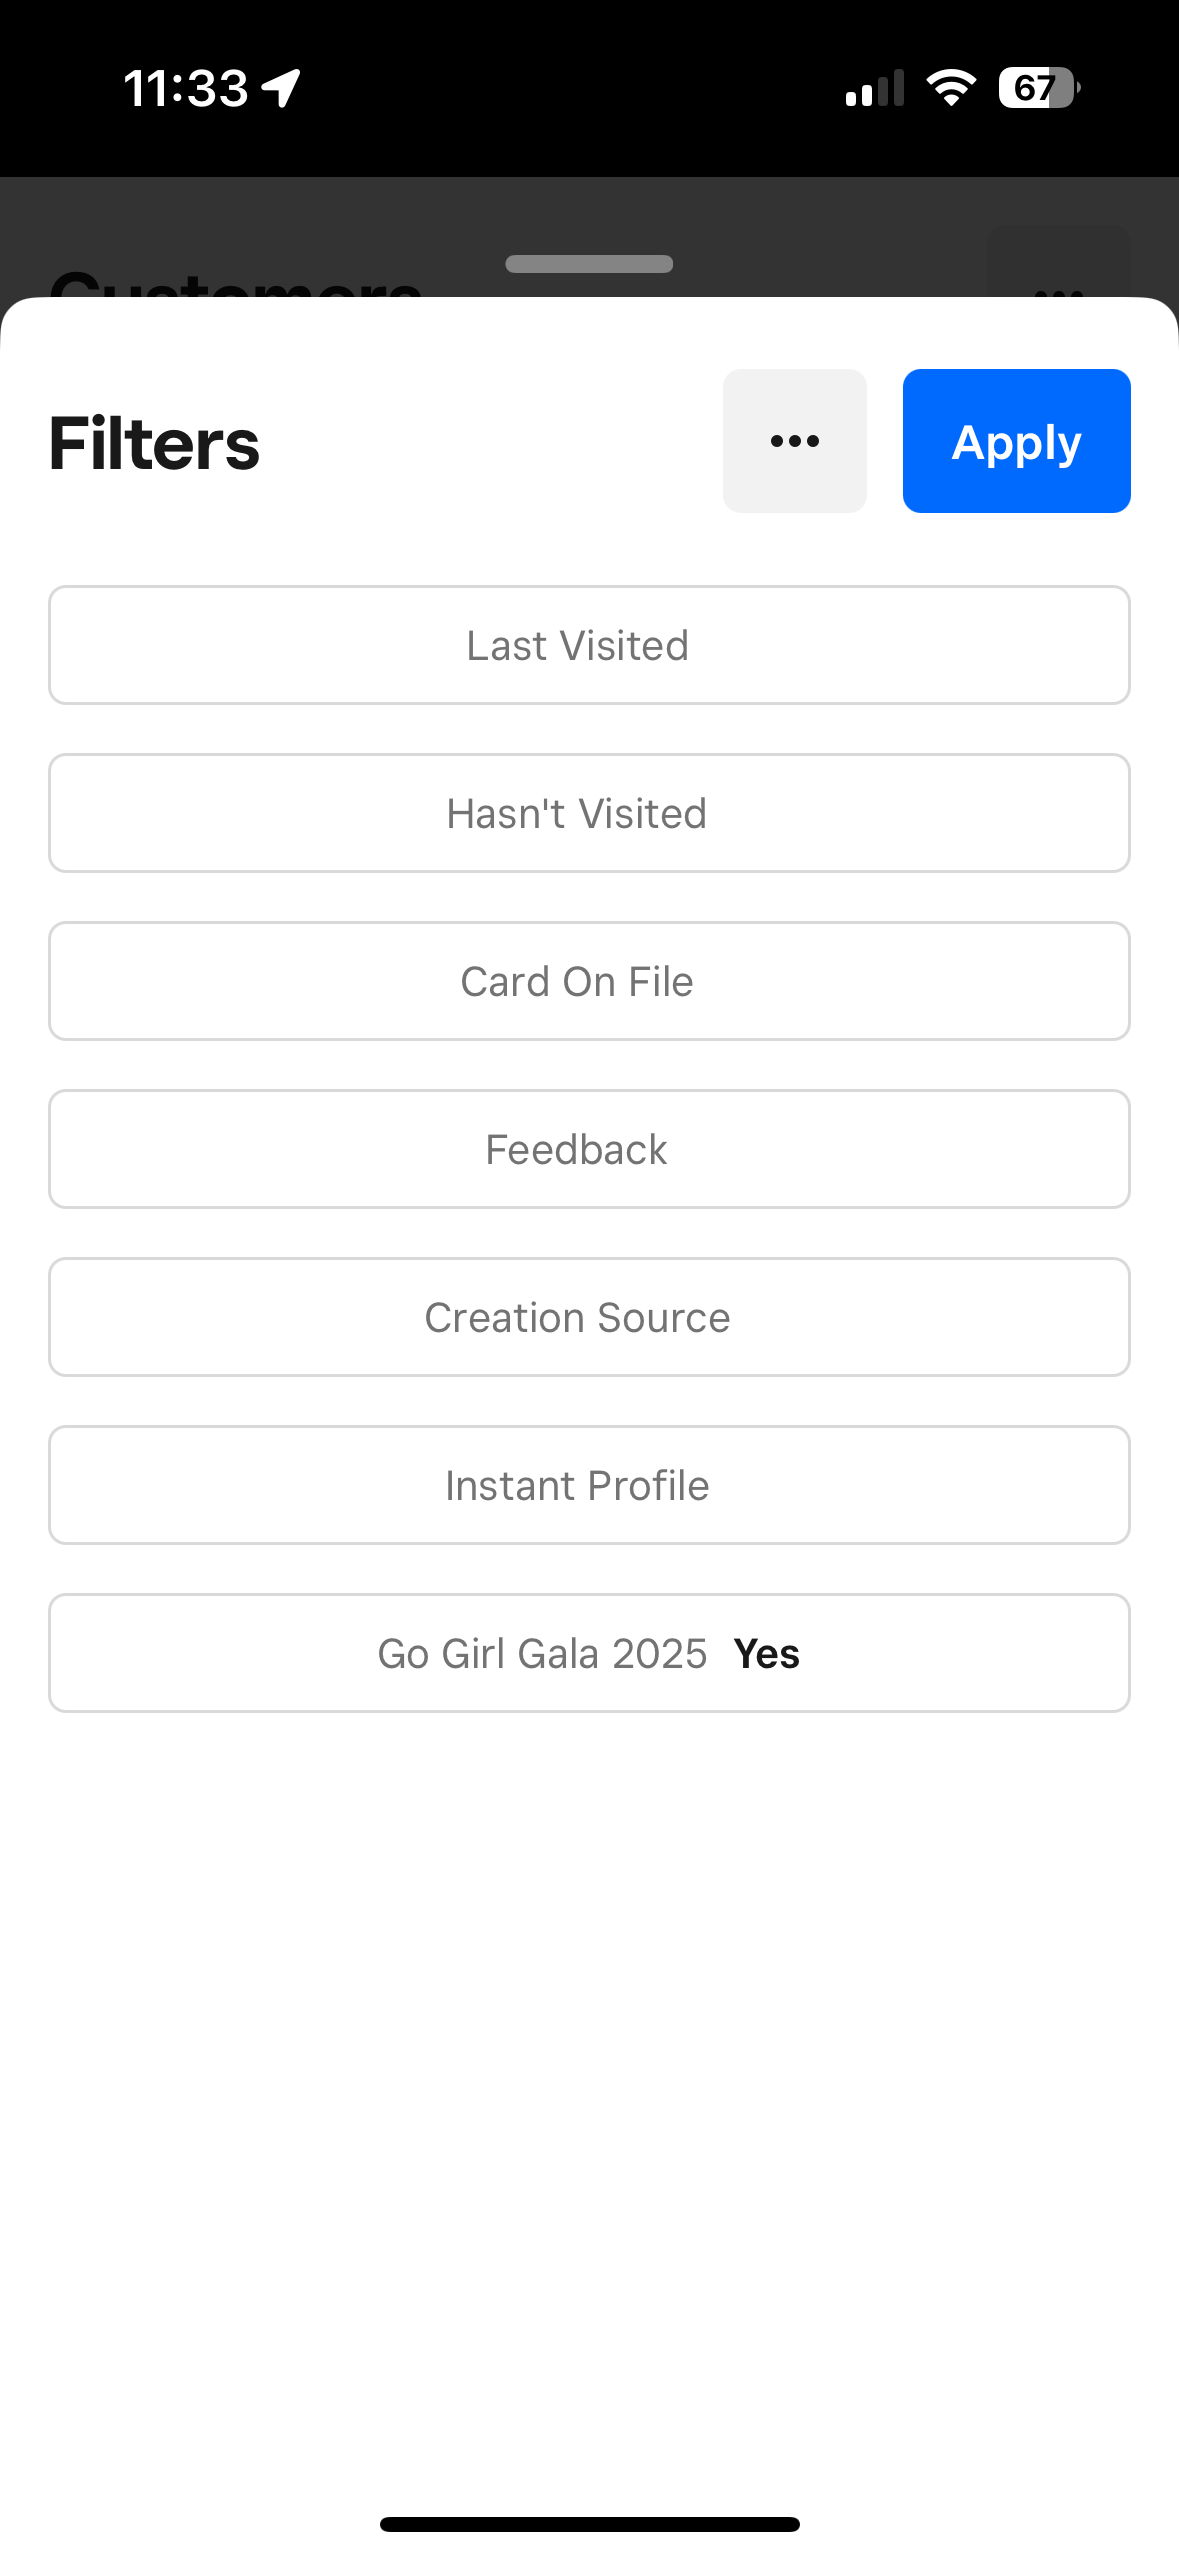 11:33
67
Customers
Filters
Apply
Last Visited
Hasn't Visited
Card On File
Feedback
Creation Source
Instant Profile
Go Girl Gala 2025 Yes